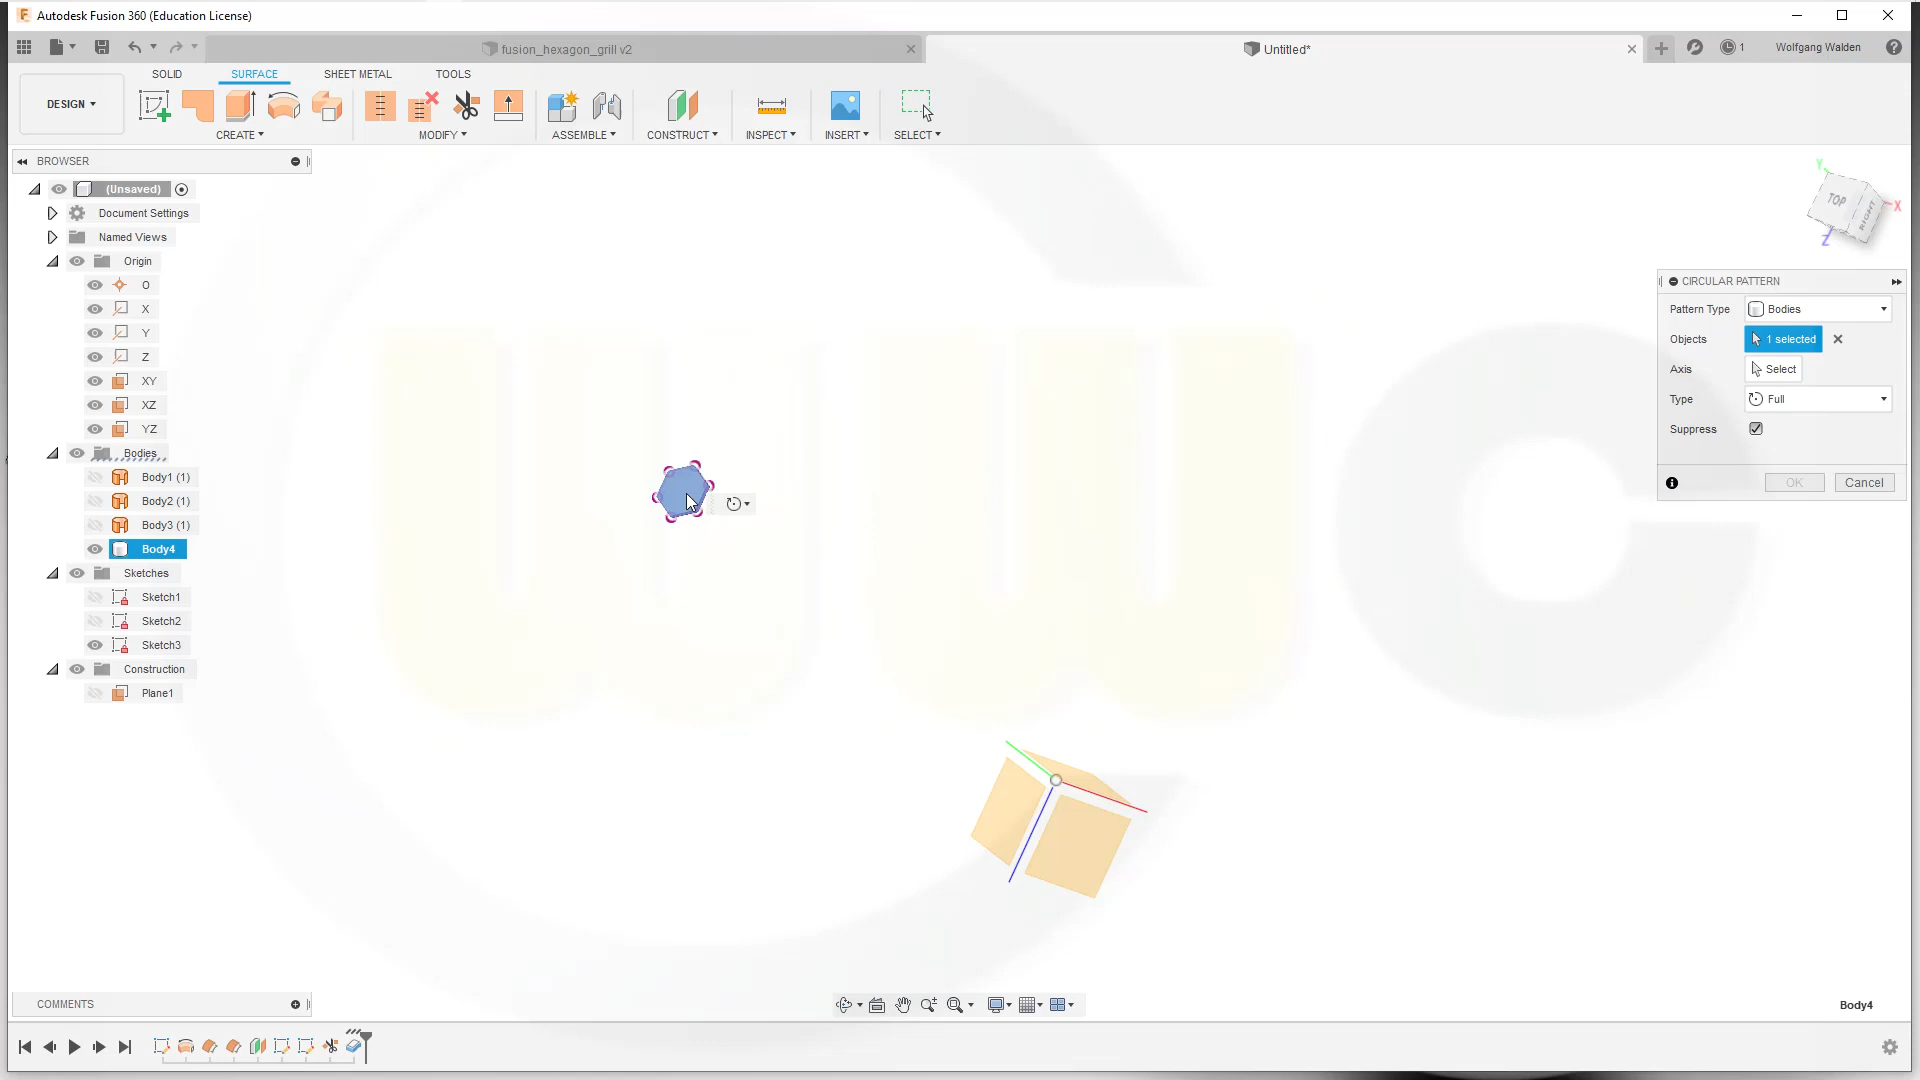 Autodesk Fusion 360 (Education License)
fusion_hexagon_grill v2
Untitled*
1
Wolfgang Walden
SOLID
SURFACE
SHEET METAL
TOOLS
DESIGN
CREATE
MODIFY
ASSEMBLE
CONSTRUCT
INSPECT
INSERT
SELECT
BROWSER
(Unsaved)
Document Settings
Named Views
Origin
O
X
Y
Z
XY
XZ
YZ
Bodies
Body1 (1)
Body2 (1)
Body3 (1)
Body4
Sketches
Sketch1
Sketch2
Sketch3
Construction
Plane1
Y
TOP
RIGHT
X
Z
CIRCULAR PATTERN
Pattern Type Bodies
Objects 1 selected
Axis Select
Type Full
Suppress
OK Cancel
COMMENTS
Body4